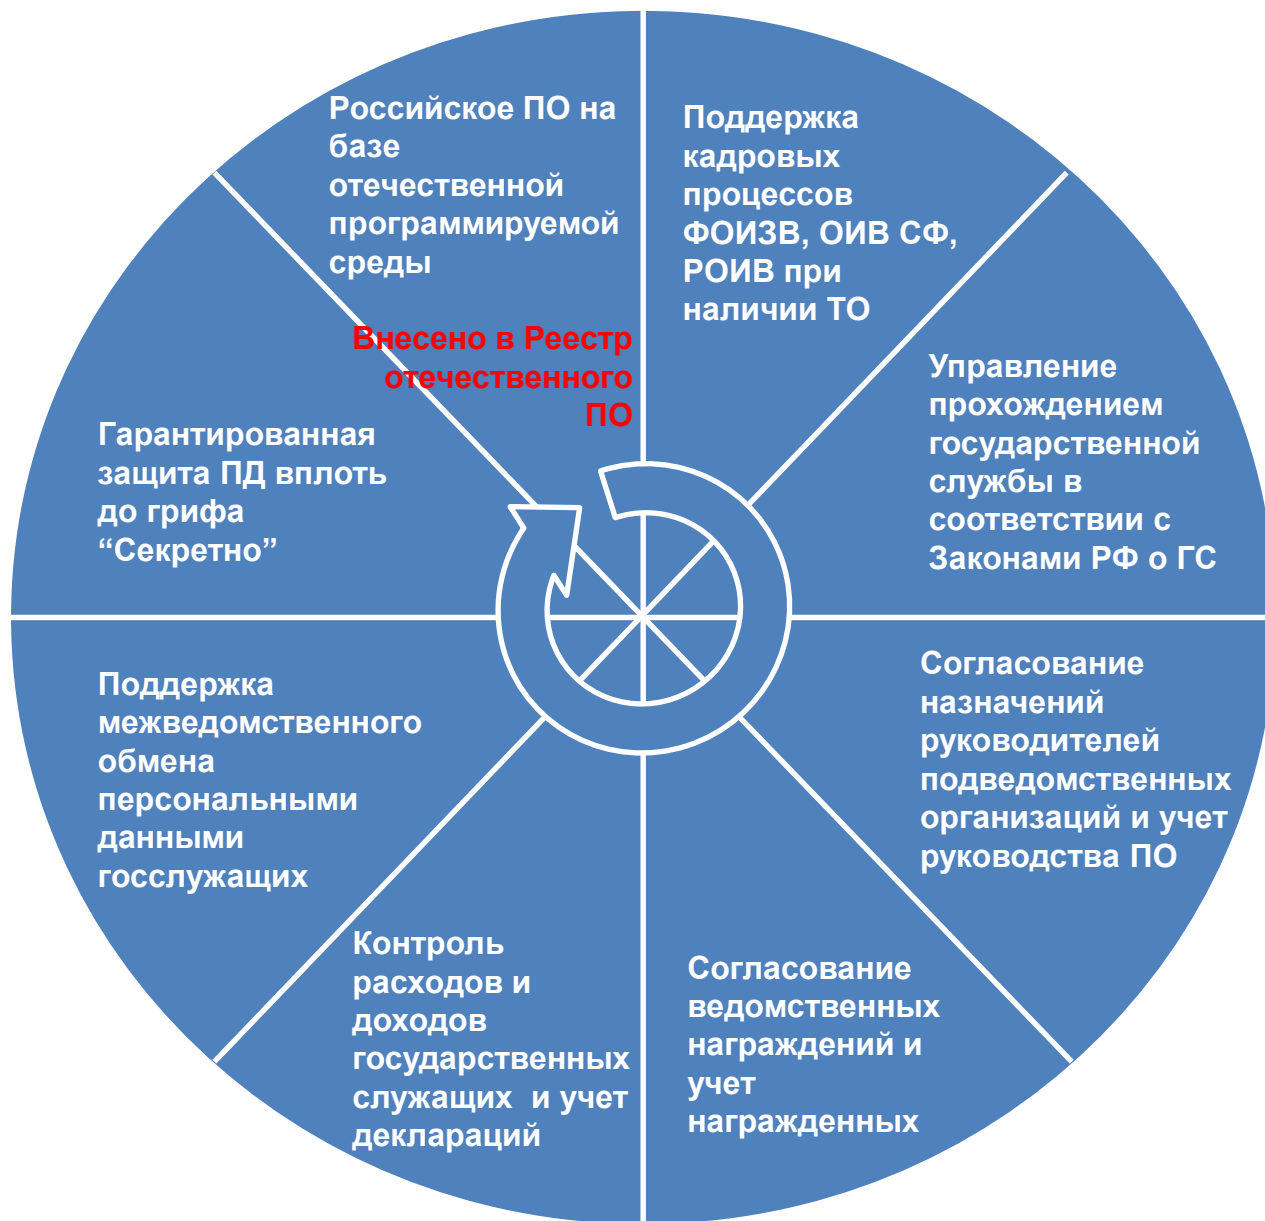 Российское ПО на
базе
отечественной
программируемой
среды
Внесено в Реестр
отечественного
ПО
Поддержка
кадровых
процессов
ФОИЗВ, ОИВ СФ,
РОИВ при
наличии ТО
Управление
прохождением
государственной
службы в
соответствии с
Законами РФ о ГС
Согласование
назначений
руководителей
подведомственных
организаций и учет
руководства ПО
Согласование
ведомственных
награждений и
учет
награжденных
Контроль
расходов и
доходов
государственных
служащих и учет
деклараций
Поддержка
межведомственного
обмена
персональными
данными
госслужащих
Гарантированная
защита ПД вплоть
до грифа
“Секретно”